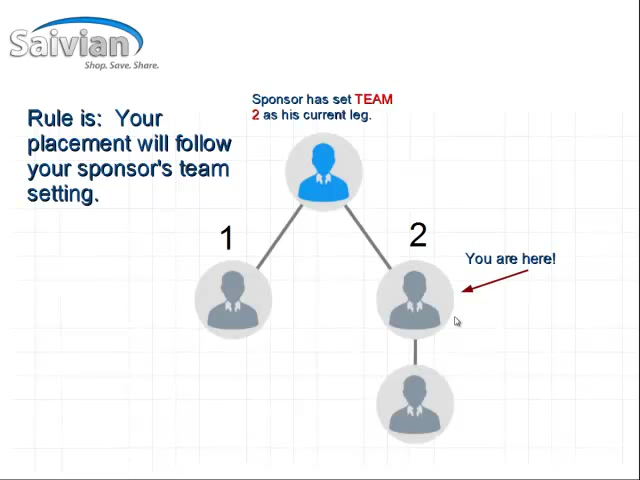 Saivian
Shop. Save. Share.
Sponsor has set TEAM
2 as his current leg.
Rule is:  Your
placement will follow
your sponsor's team
setting.
1
2
You are here!